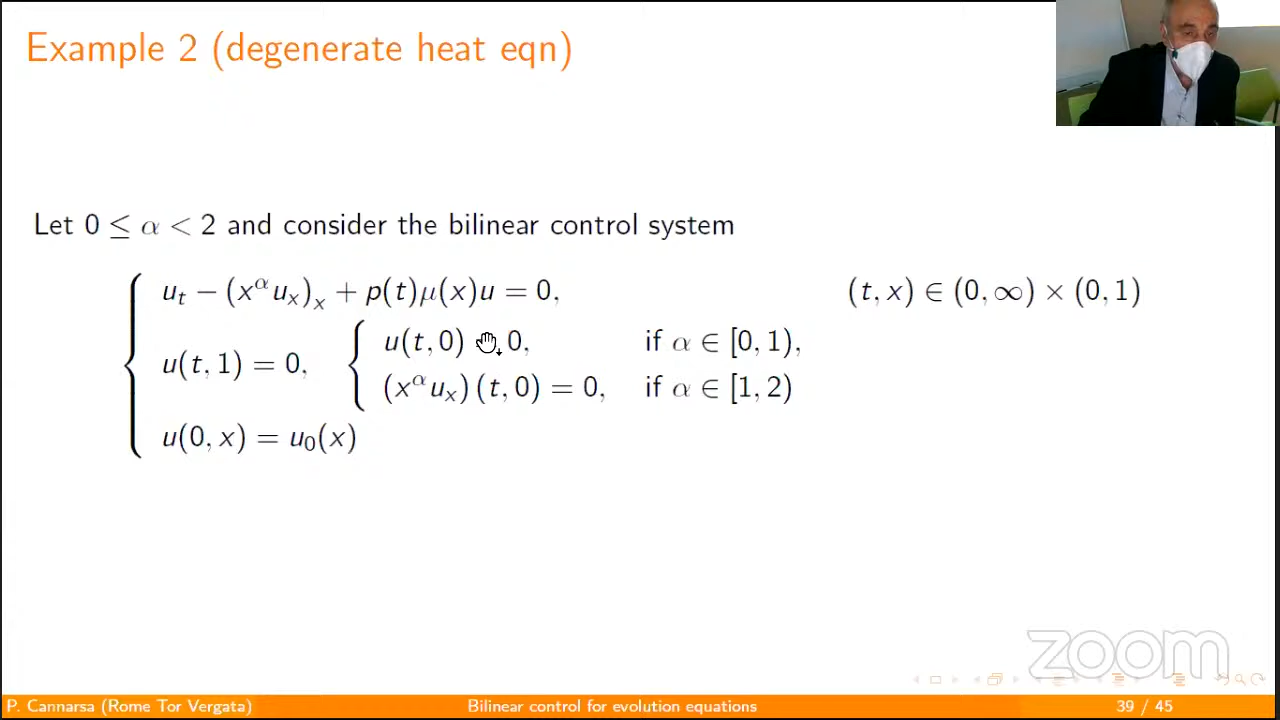 Example 2 (degenerate heat eqn)
Let 0 ≤ α < 2 and consider the bilinear control system
u_t − (x^α u_x)_x + p(t)μ(x)u = 0, (t, x) ∈ (0, ∞) × (0, 1)
u(t, 0) 0, if α ∈ [0, 1),
u(t, 1) = 0,
(x^α u_x)(t, 0) = 0, if α ∈ [1, 2)
u(0, x) = u_0(x)
zoom
P. Cannarsa (Rome Tor Vergata) Bilinear control for evolution equations 39 / 45